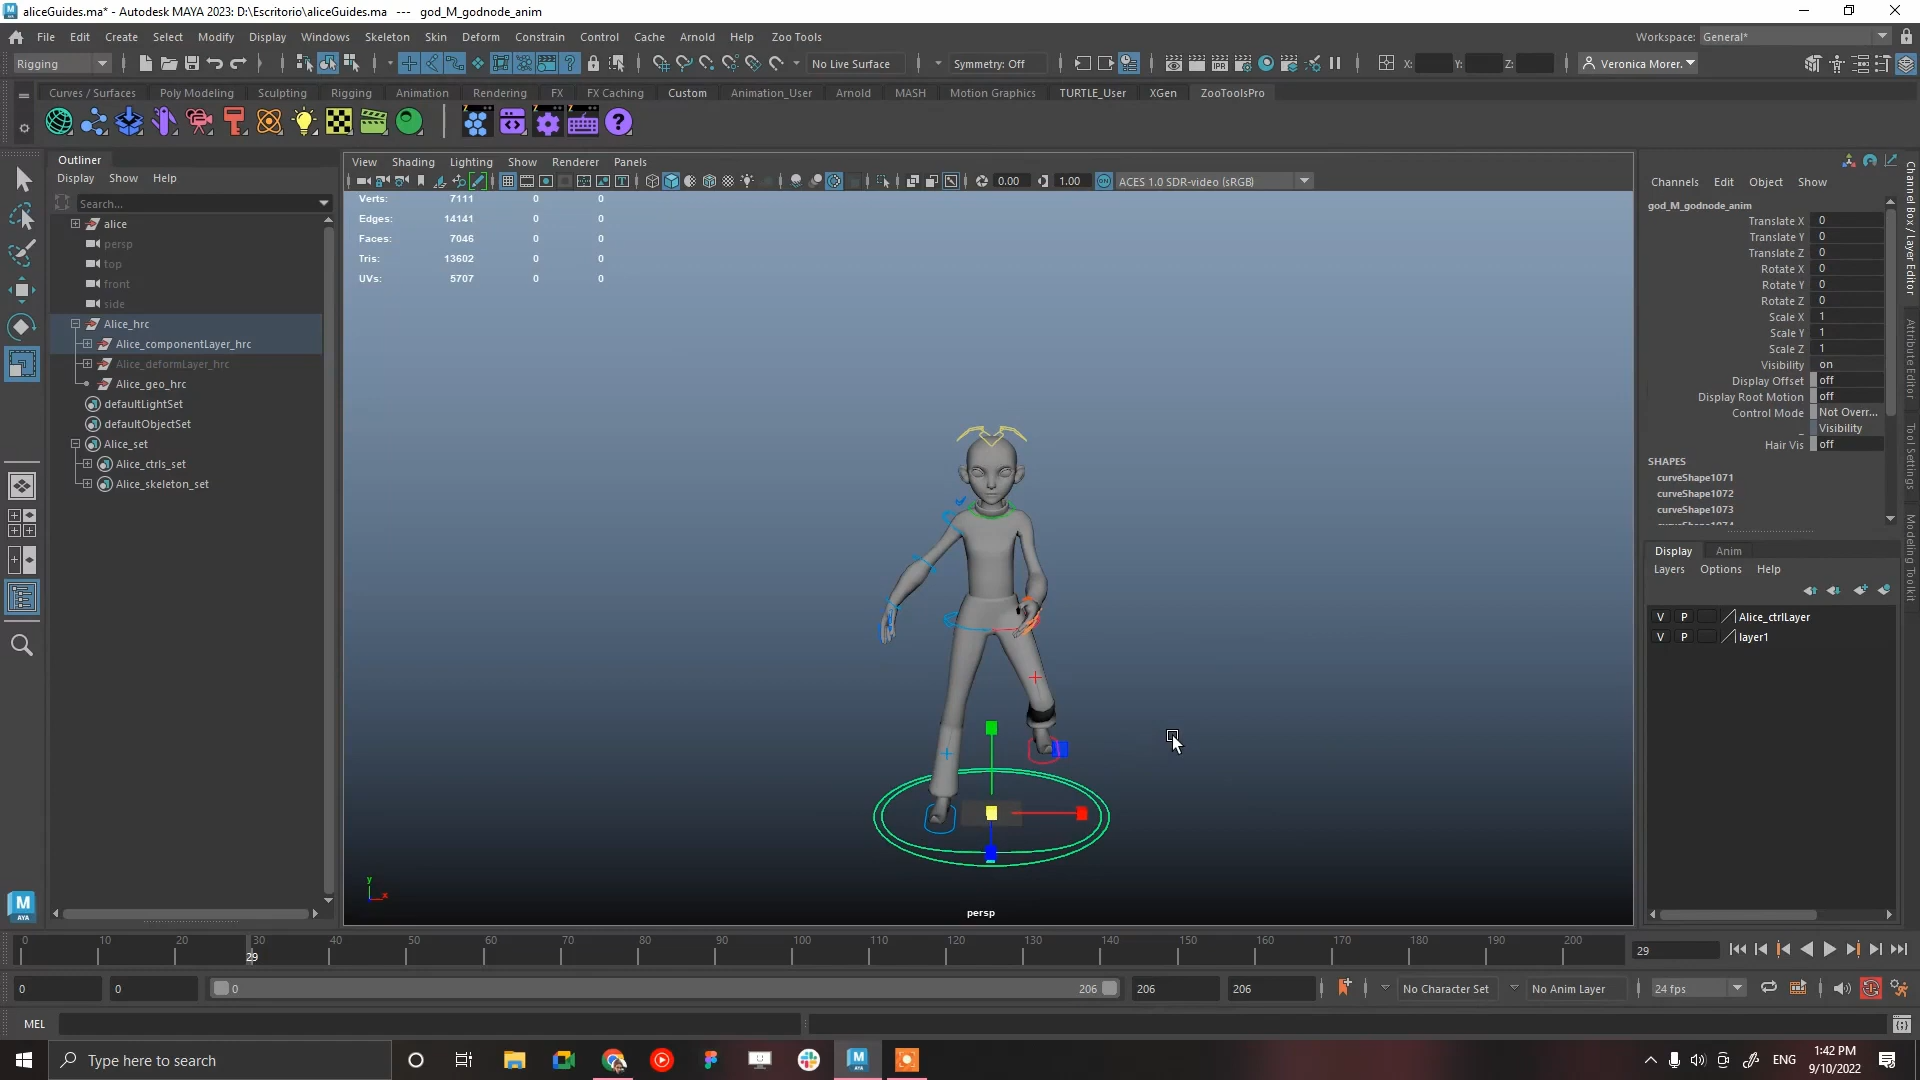 aliceGuides.ma* - Autodesk MAYA 2023: D:\Escritorio\aliceGuides.ma --- god_M_godnode_anim
File Edit Create Select Modify Display Windows Skeleton Skin Deform Constrain Control Cache Arnold Help Zoo Tools
Workspace: General*
Rigging
No Live Surface
Symmetry: Off
X: Y: Z:
Veronica Morer...
Curves / Surfaces Poly Modeling Sculpting Rigging Animation Rendering FX FX Caching Custom Animation_User Arnold MASH Motion Graphics TURTLE_User XGen ZooToolsPro
Outliner
Display Show Help
Search...
alice
persp
top
front
side
Alice_hrc
Alice_componentLayer_hrc
Alice_deformLayer_hrc
Alice_geo_hrc
defaultLightSet
defaultObjectSet
Alice_set
Alice_ctrls_set
Alice_skeleton_set
View Shading Lighting Show Renderer Panels
0.00 1.00 ACES 1.0 SDR-video (sRGB)
Verts: 7111 0 0
Edges: 14141 0 0
Faces: 7046 0 0
Tris: 13602 0 0
UVs: 5707 0 0
y
x
persp
Channels Edit Object Show
god_M_godnode_anim
Translate X 0
Translate Y 0
Translate Z 0
Rotate X 0
Rotate Y 0
Rotate Z 0
Scale X 1
Scale Y 1
Scale Z 1
Visibility on
Display Offset off
Display Root Motion off
Control Mode Not Overr...
_ Visibility
Hair Vis off
SHAPES
curveShape1071
curveShape1072
curveShape1073
Display Anim
Layers Options Help
V P Alice_ctrlLayer
V P layer1
Channel Box / Layer Editor
Attribute Editor
Tool Settings
Modeling Toolkit
0 10 20 30 40 50 60 70 80 90 100 110 120 130 140 150 160 170 180 190 200
29
29
0 0 0 206 206 206
No Character Set
No Anim Layer
24 fps
MEL
Type here to search
ENG
1:42 PM
9/10/2022